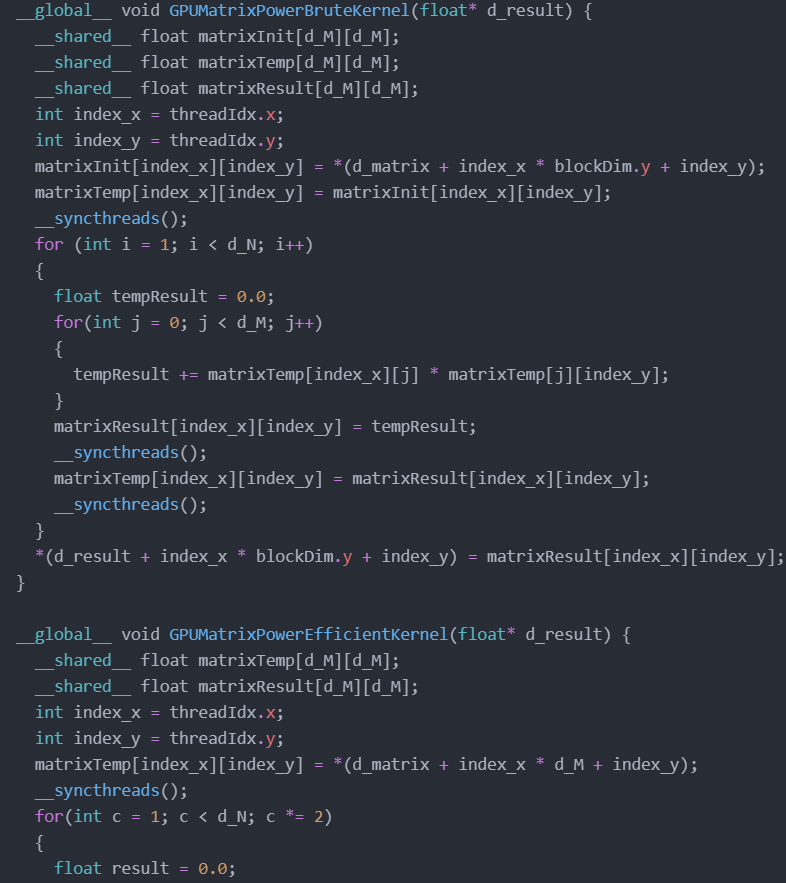 __global__ void GPUMatrixPowerBruteKernel(float* d_result) {
  __shared__ float matrixInit[d_M][d_M];
  __shared__ float matrixTemp[d_M][d_M];
  __shared__ float matrixResult[d_M][d_M];
  int index_x = threadIdx.x;
  int index_y = threadIdx.y;
  matrixInit[index_x][index_y] = *(d_matrix + index_x * blockDim.y + index_y);
  matrixTemp[index_x][index_y] = matrixInit[index_x][index_y];
  __syncthreads();
  for (int i = 1; i < d_N; i++)
  {
    float tempResult = 0.0;
    for(int j = 0; j < d_M; j++)
    {
      tempResult += matrixTemp[index_x][j] * matrixTemp[j][index_y];
    }
    matrixResult[index_x][index_y] = tempResult;
    __syncthreads();
    matrixTemp[index_x][index_y] = matrixResult[index_x][index_y];
    __syncthreads();
  }
  *(d_result + index_x * blockDim.y + index_y) = matrixResult[index_x][index_y];
}

__global__ void GPUMatrixPowerEfficientKernel(float* d_result) {
  __shared__ float matrixTemp[d_M][d_M];
  __shared__ float matrixResult[d_M][d_M];
  int index_x = threadIdx.x;
  int index_y = threadIdx.y;
  matrixTemp[index_x][index_y] = *(d_matrix + index_x * d_M + index_y);
  __syncthreads();
  for(int c = 1; c < d_N; c *= 2)
  {
    float result = 0.0;